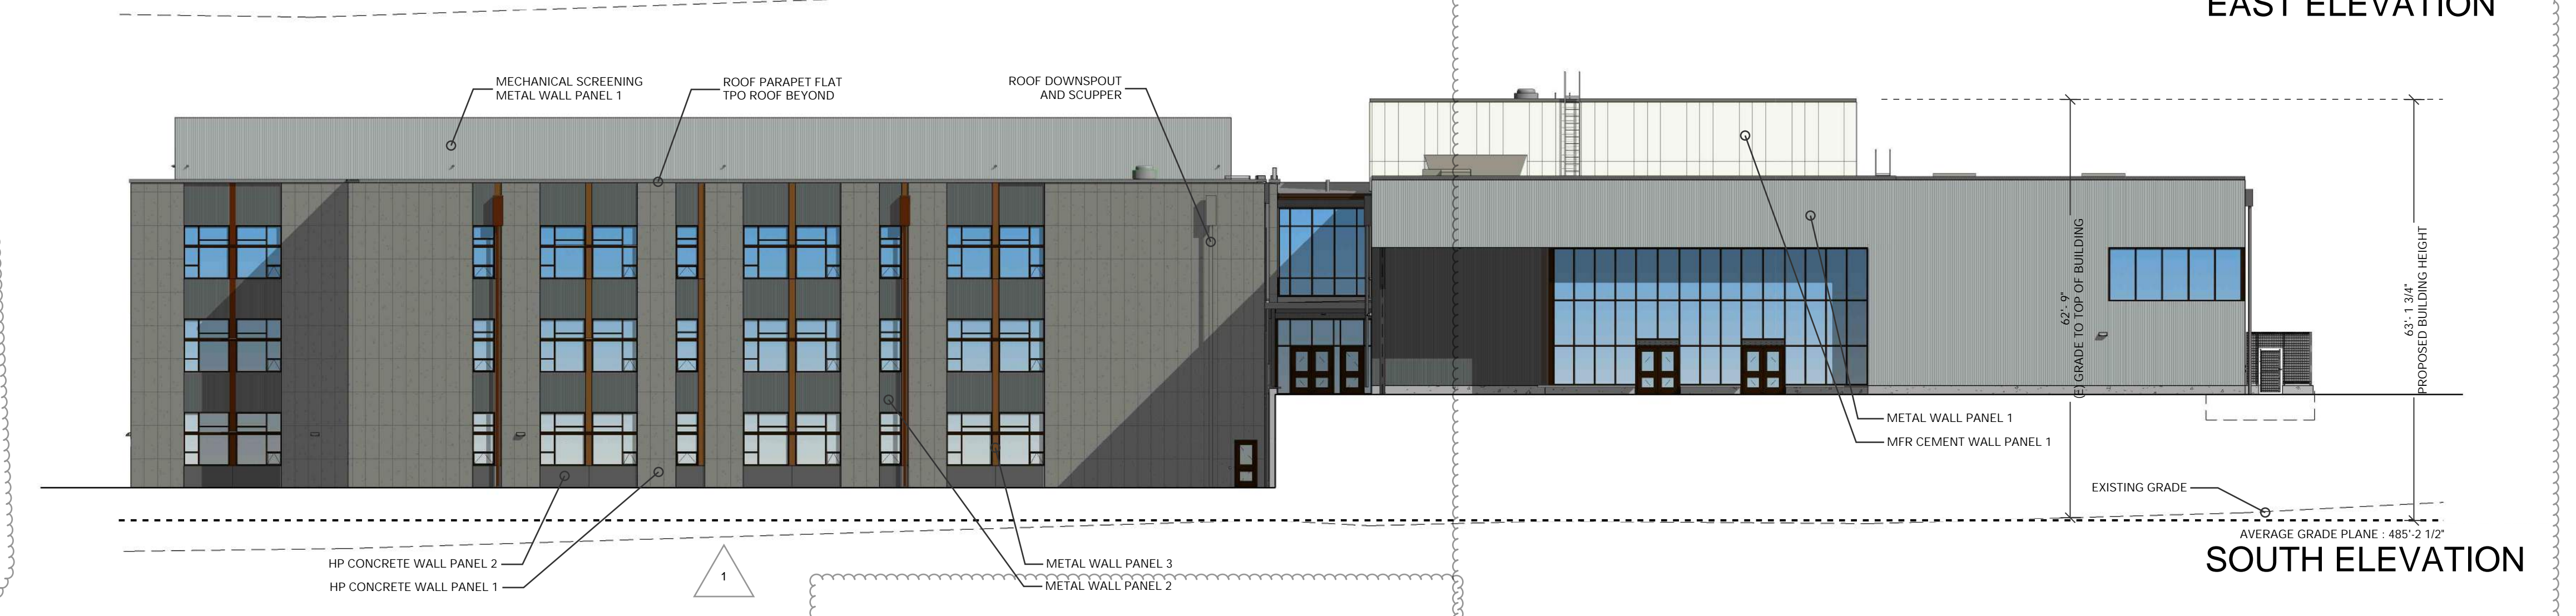 EAST ELEVATION
MECHANICAL SCREENING
METAL WALL PANEL 1
ROOF PARAPET FLAT
TPO ROOF BEYOND
ROOF DOWNSPOUT
AND SCUPPER
62'- 9"
(E) GRADE TO TOP OF BUILDING
63'- 1 3/4"
PROPOSED BUILDING HEIGHT
METAL WALL PANEL 1
MFR CEMENT WALL PANEL 1
EXISTING GRADE
AVERAGE GRADE PLANE : 485'-2 1/2"
SOUTH ELEVATION
HP CONCRETE WALL PANEL 2
HP CONCRETE WALL PANEL 1
1
METAL WALL PANEL 3
METAL WALL PANEL 2